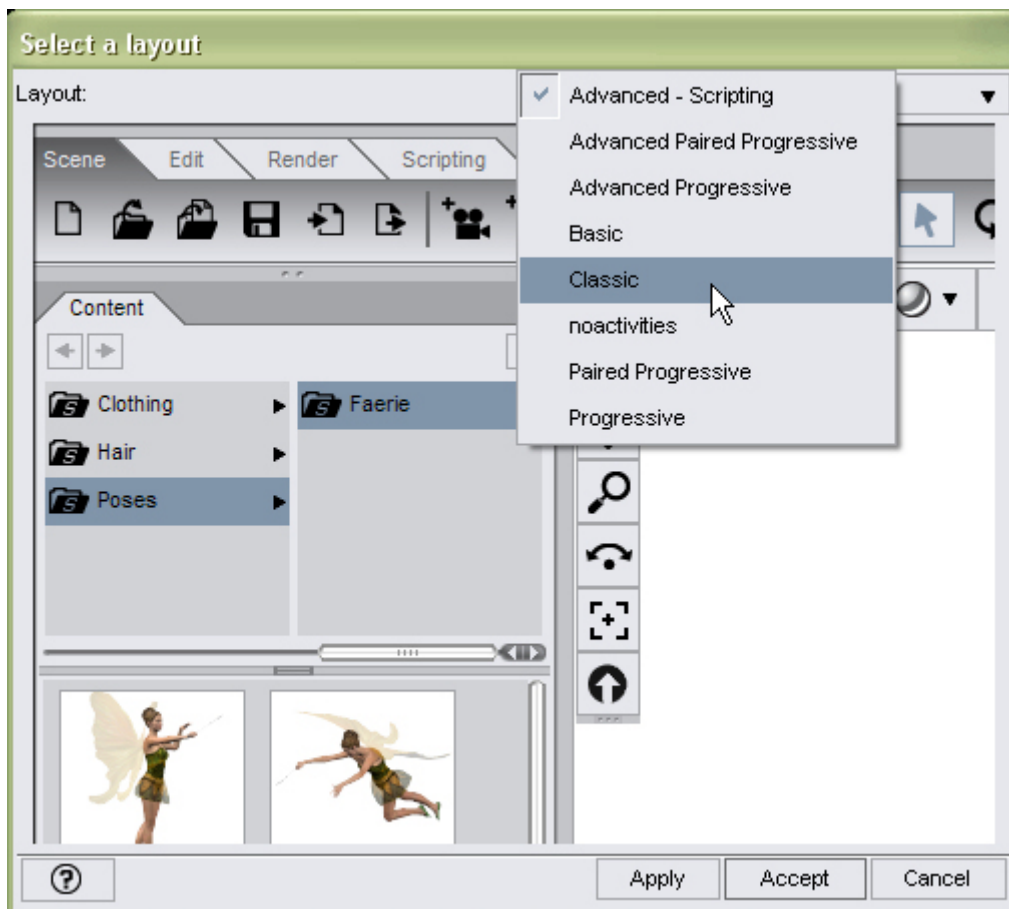 Select a layout
Layout:
Advanced - Scripting
Advanced Paired Progressive
Advanced Progressive
Basic
Classic
noactivities
Paired Progressive
Progressive
Scene Edit Render Scripting
Content
Clothing
Hair
Poses
Faerie
Apply Accept Cancel